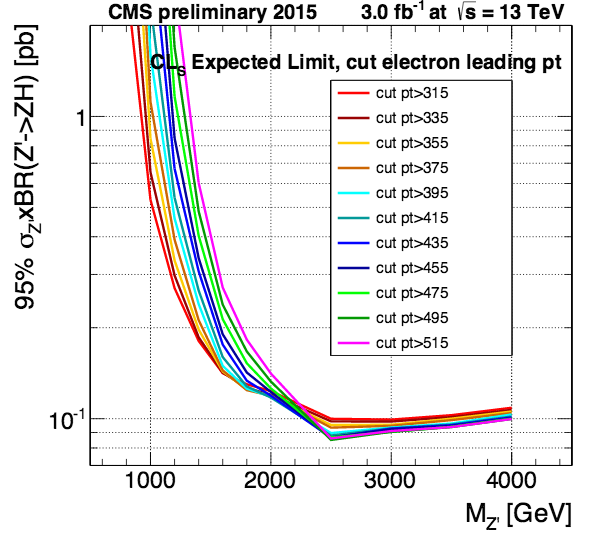 CMS preliminary 2015 3.0 fb⁻¹ at √s = 13 TeV
CLₛ Expected Limit, cut electron leading pt
cut pt>315
cut pt>335
cut pt>355
cut pt>375
cut pt>395
cut pt>415
cut pt>435
cut pt>455
cut pt>475
cut pt>495
cut pt>515
95% σ_Z'xBR(Z'->ZH) [pb]
1
10⁻¹
1000 2000 3000 4000
M_Z' [GeV]